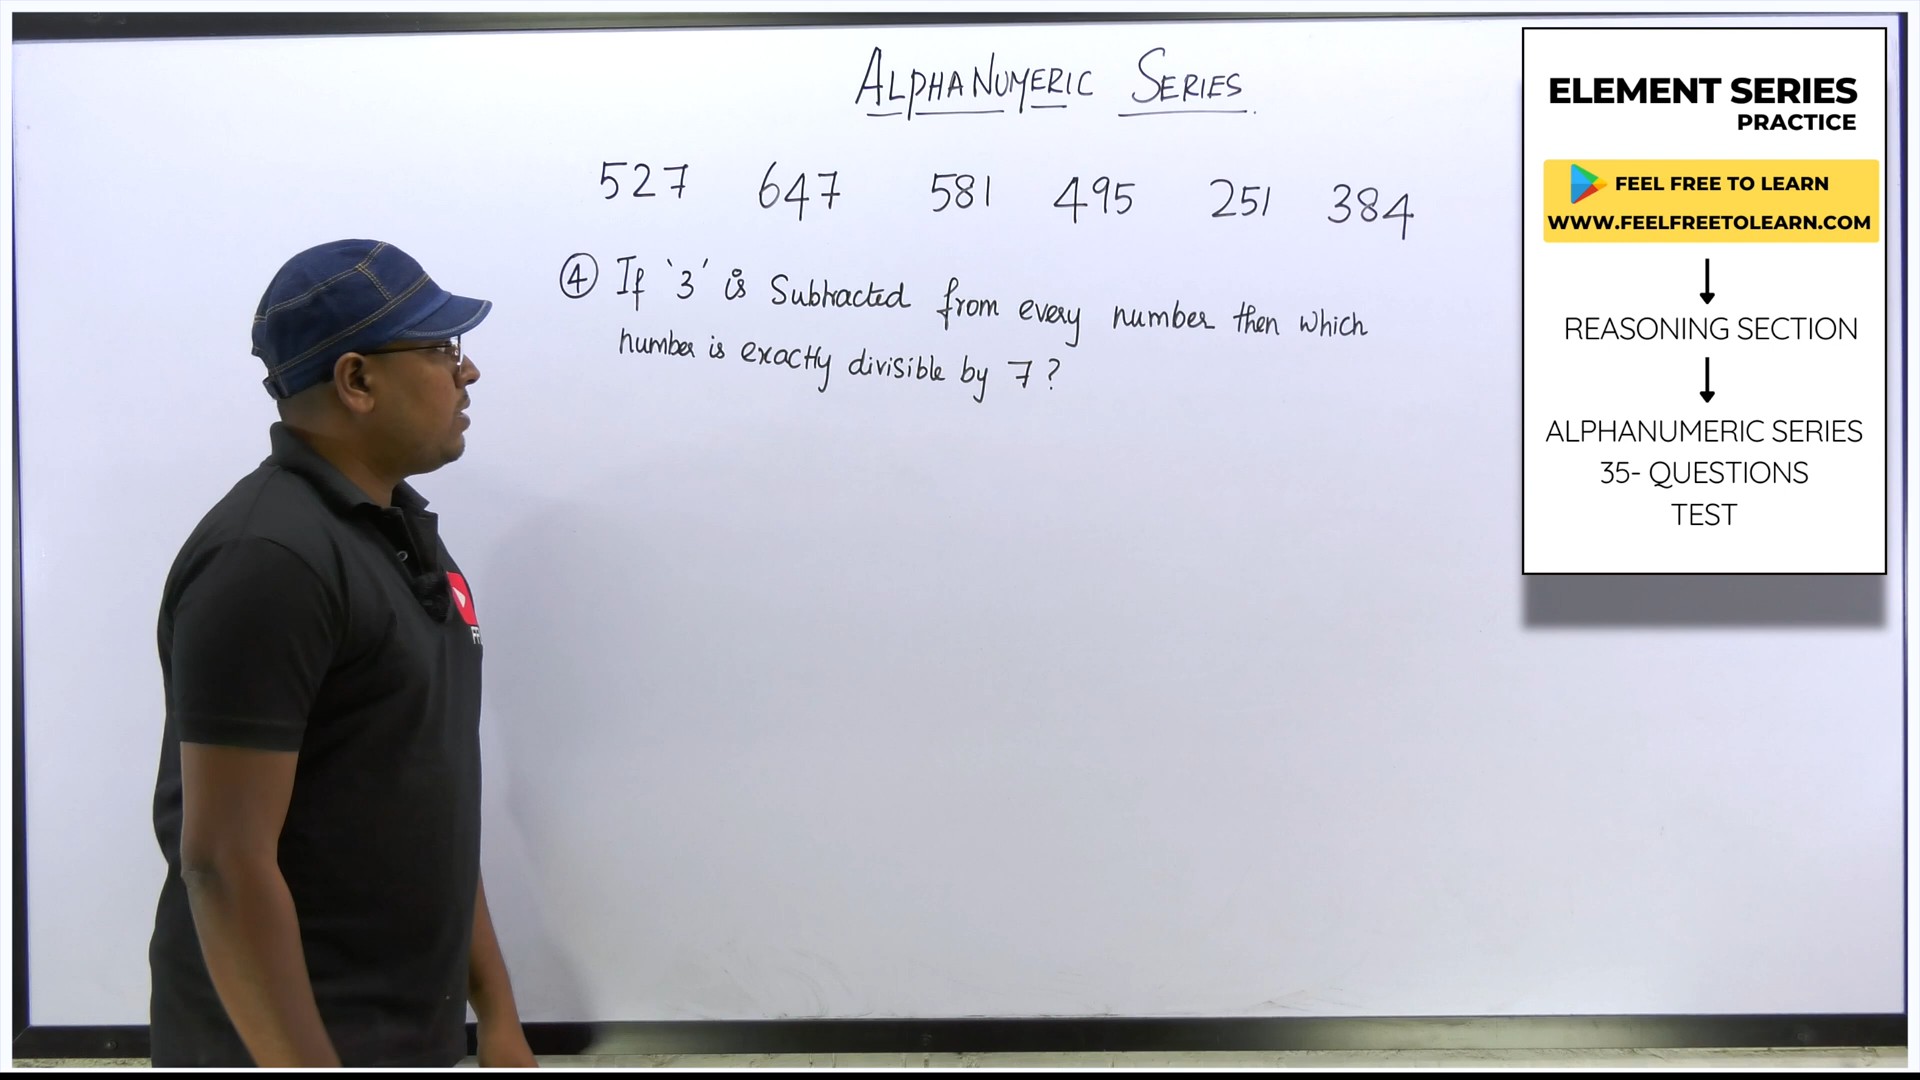 ALPHANUMERIC SERIES.
527 647 581 495 251 384
④ If '3' is Subtracted from every number then which
number is exactly divisible by 7?
ELEMENT SERIES
PRACTICE
FEEL FREE TO LEARN
WWW.FEELFREETOLEARN.COM
REASONING SECTION
ALPHANUMERIC SERIES
35- QUESTIONS
TEST